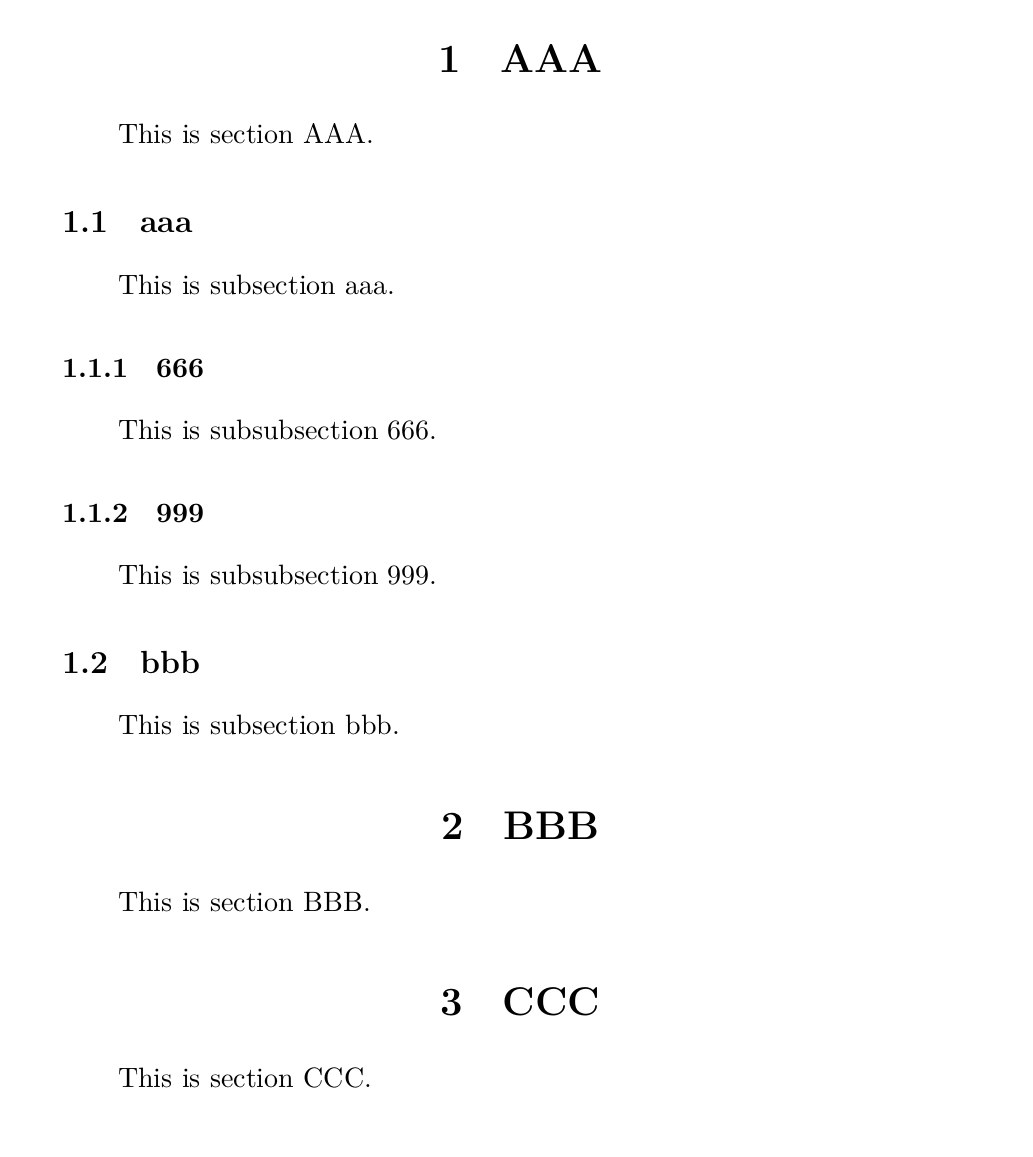 1 AAA
This is section AAA.
1.1 aaa
This is subsection aaa.
1.1.1 666
This is subsubsection 666.
1.1.2 999
This is subsubsection 999.
1.2 bbb
This is subsection bbb.
2 BBB
This is section BBB.
3 CCC
This is section CCC.